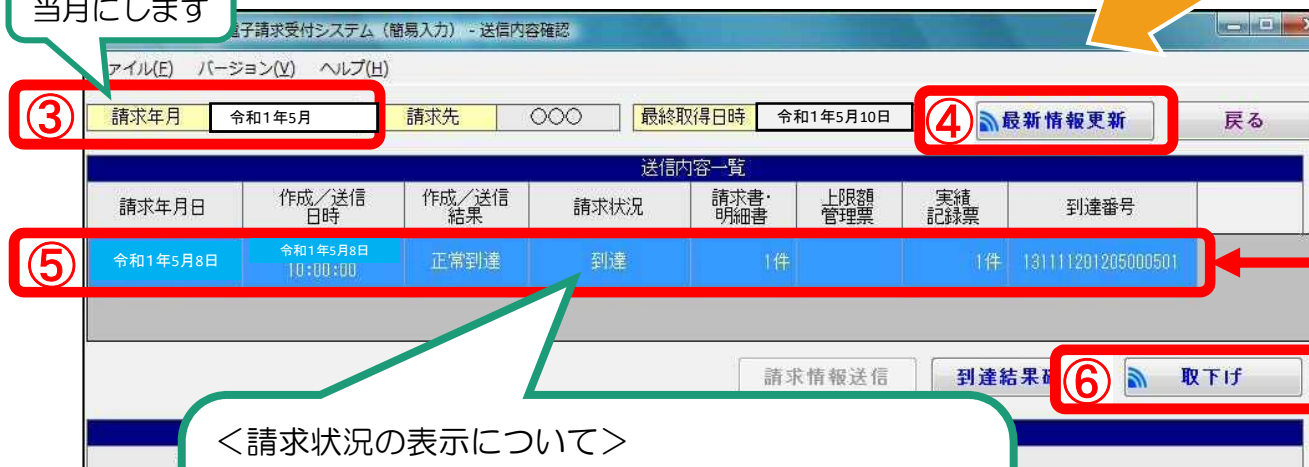 当月にします
子請求受付システム（簡易入力） - 送信内容確認
ァイル(F) バージョン(V) ヘルプ(H)
③ 請求年月 令和1年5月 請求先 ○○○ 最終取得日時 令和1年5月10日 ④ 最新情報更新 戻る
送信内容一覧
請求年月日 作成／送信日時 作成／送信結果 請求状況 請求書・明細書 上限額管理票 実績記録票 到達番号
⑤ 令和1年5月8日 令和1年5月8日 10:00:00 正常到達 到達 1件 1件 131111201205000501
請求情報送信 到達結果 ⑥ 取下げ
＜請求状況の表示について＞